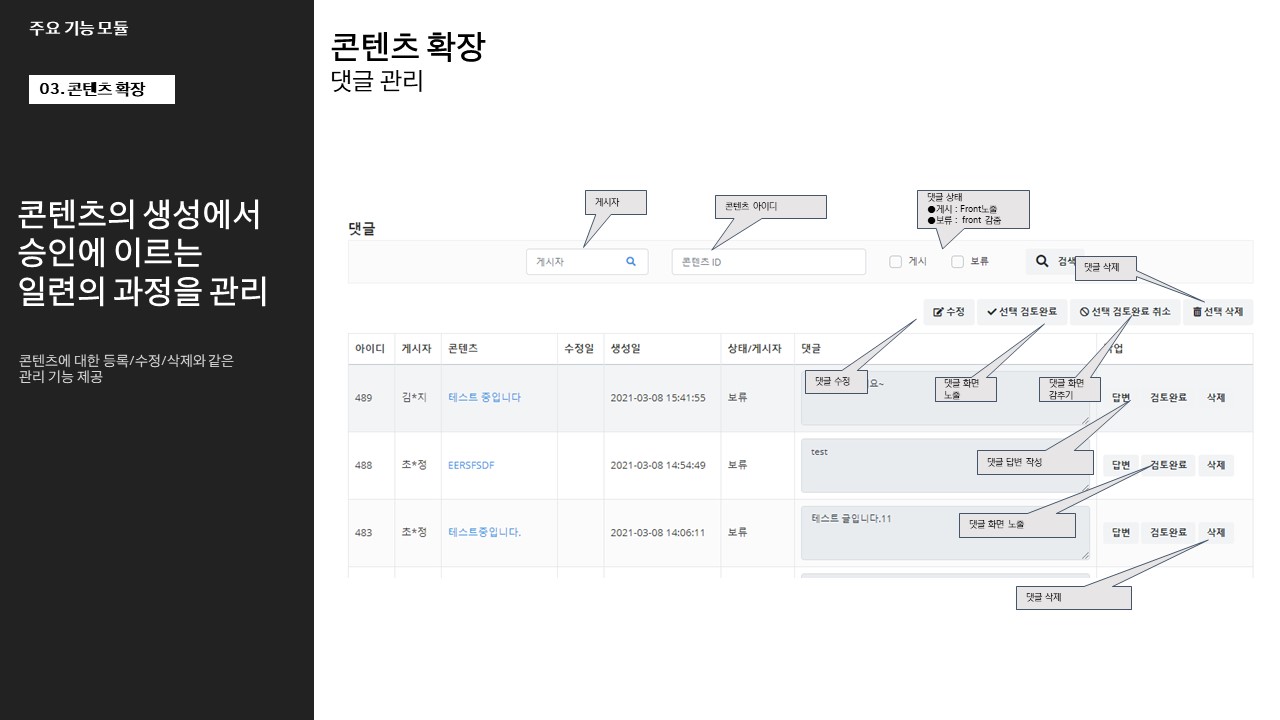 주요 기능 모듈
03. 콘텐츠 확장
콘텐츠의 생성에서
승인에 이르는
일련의 과정을 관리
콘텐츠에 대한 등록/수정/삭제와 같은
관리 기능 제공
콘텐츠 확장
댓글 관리
게시자
콘텐츠 아이디
댓글 상태
●게시 : Front노출
●보류 : front 감춤
댓글
게시자
콘텐츠 ID
게시
보류
검색
댓글 삭제
수정
선택 검토완료
선택 검토완료 취소
선택 삭제
아이디 게시자 콘텐츠 수정일 생성일 상태/게시자 댓글
댓글 수정
댓글 화면
노출
댓글 화면
감추기
489 김*지 테스트 중입니다 2021-03-08 15:41:55 보류 요~ 답변 검토완료 삭제
댓글 답변 작성
488 초*정 EERSFSDF 2021-03-08 14:54:49 보류 test 답변 검토완료 삭제
댓글 화면 노출
483 초*정 테스트중입니다. 2021-03-08 14:06:11 보류 테스트 글입니다.11 답변 검토완료 삭제
댓글 삭제